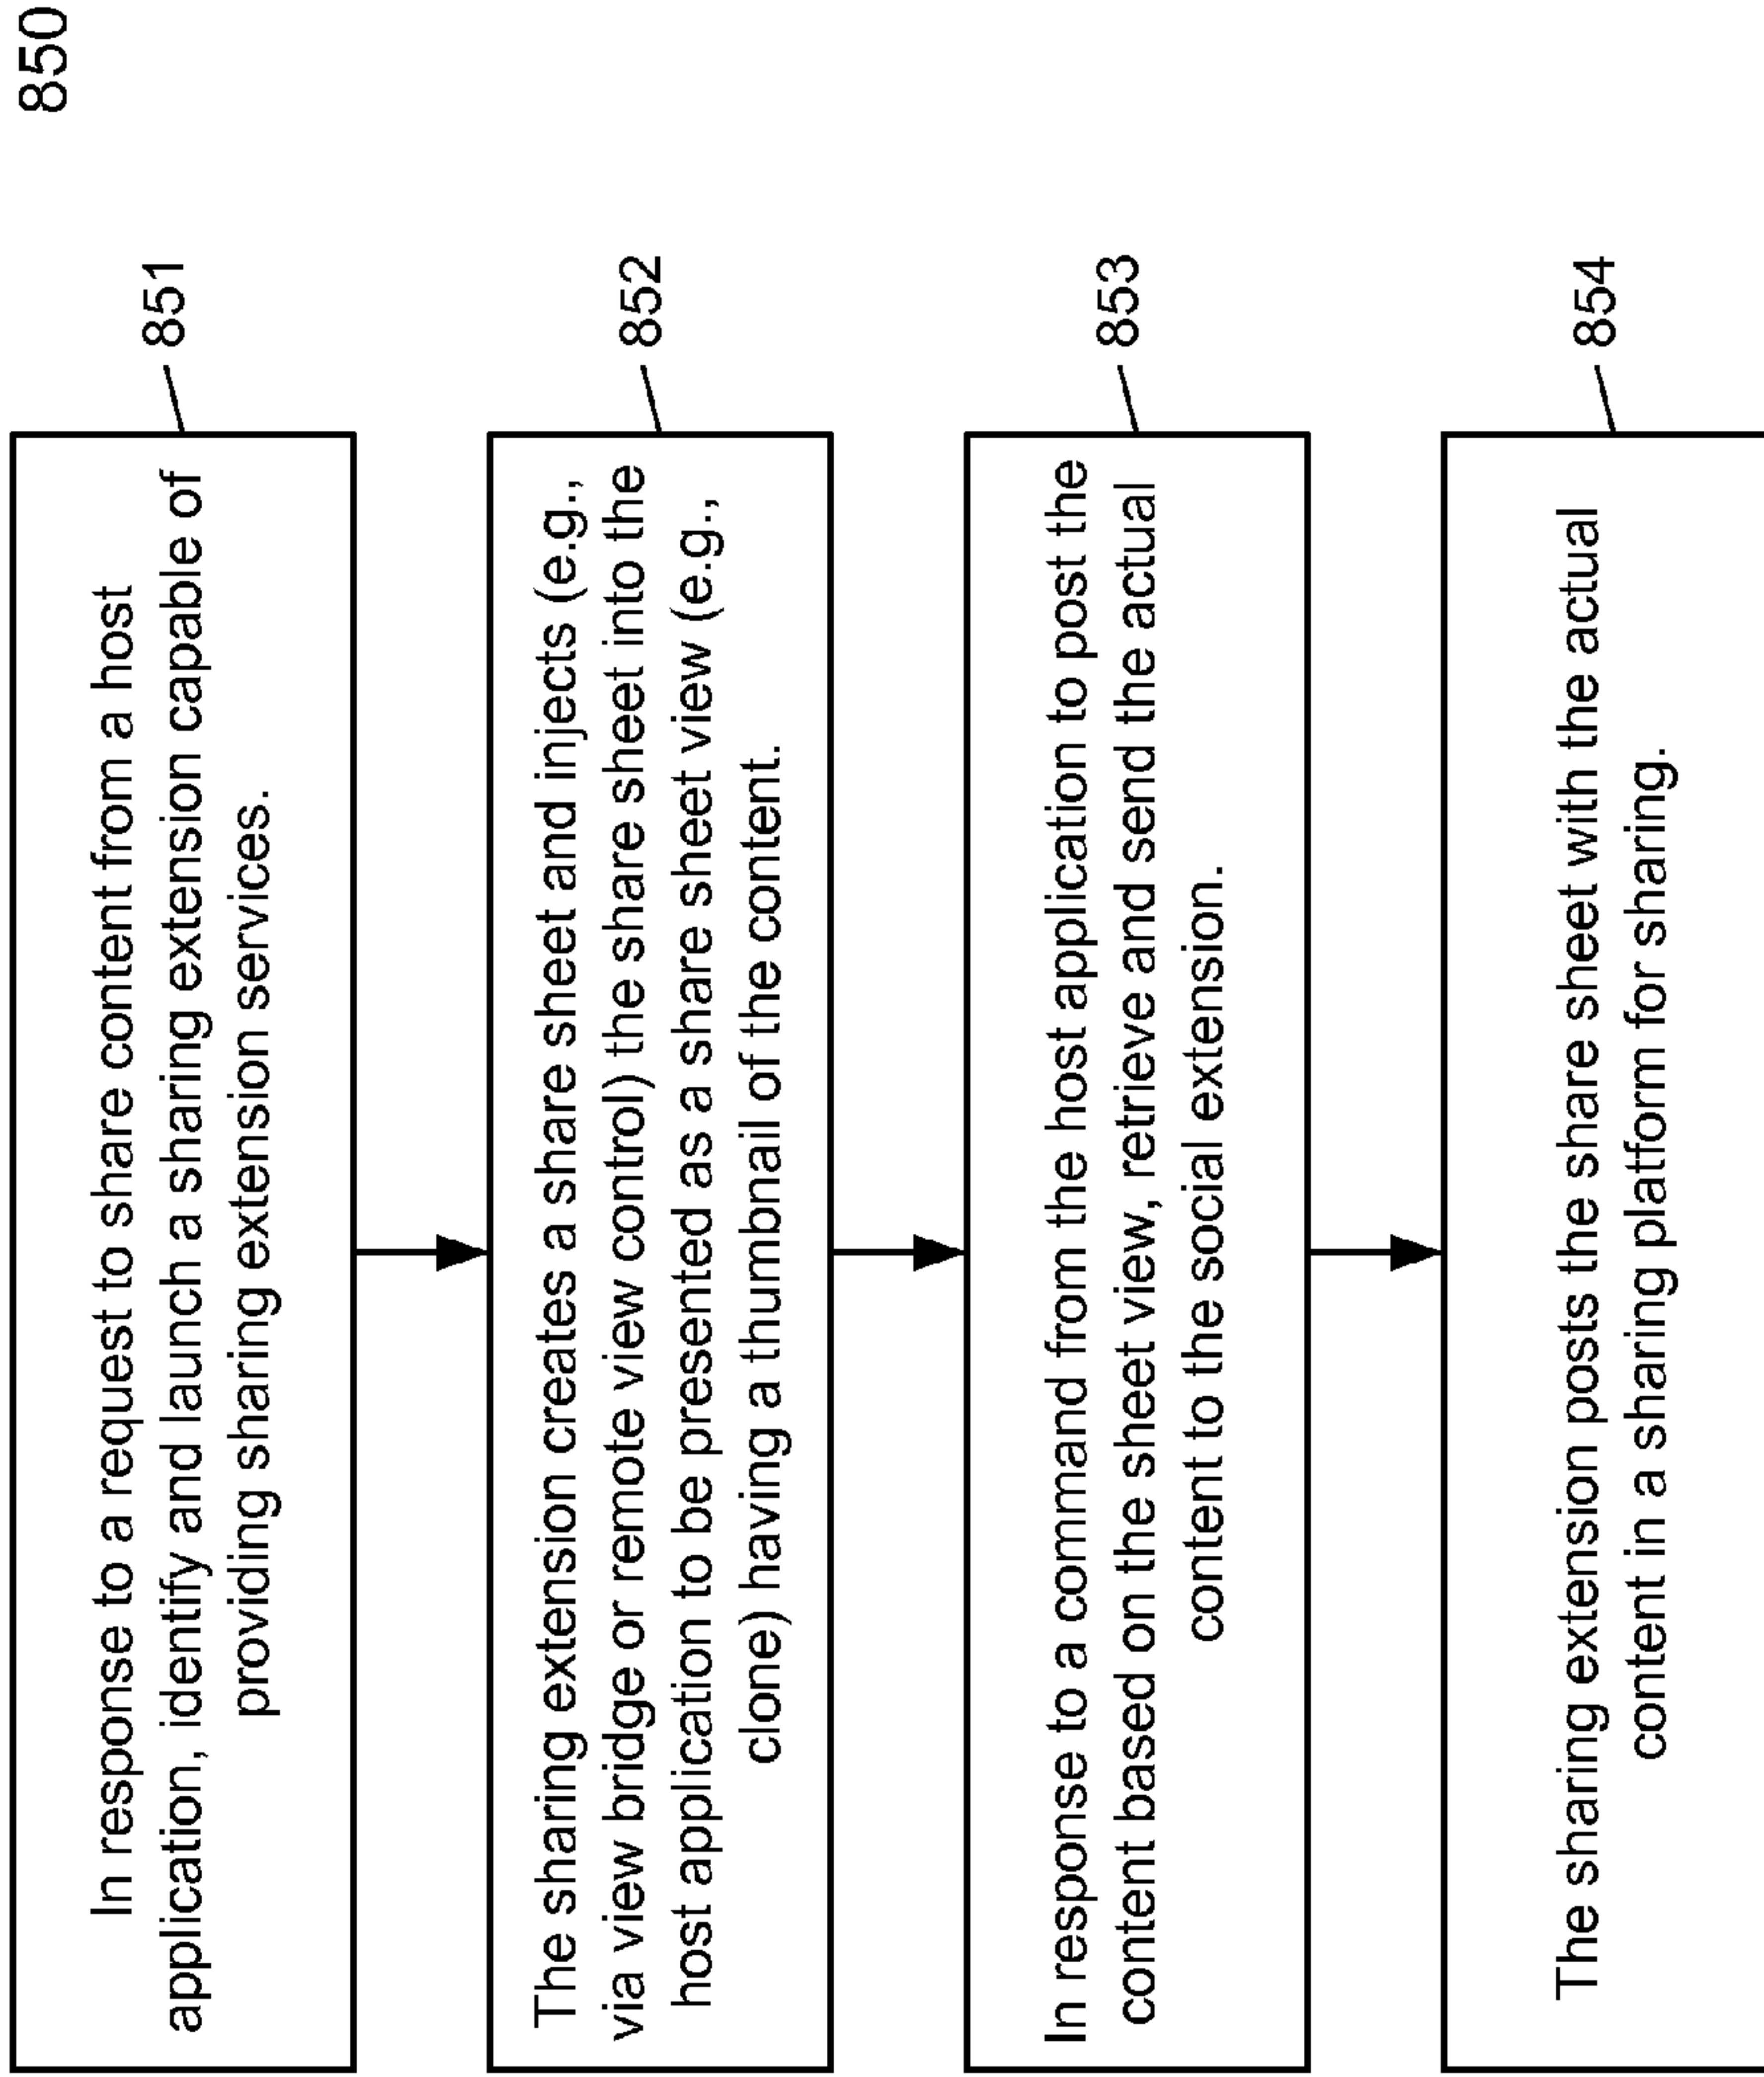 850
In response to a request to share content from a host
application, identify and launch a sharing extension capable of
providing sharing extension services.
851
The sharing extension creates a share sheet and injects (e.g.,
via view bridge or remote view control) the share sheet into the
host application to be presented as a share sheet view (e.g.,
clone) having a thumbnail of the content.
852
In response to a command from the host application to post the
content based on the sheet view, retrieve and send the actual
content to the social extension.
853
The sharing extension posts the share sheet with the actual
content in a sharing platform for sharing.
854